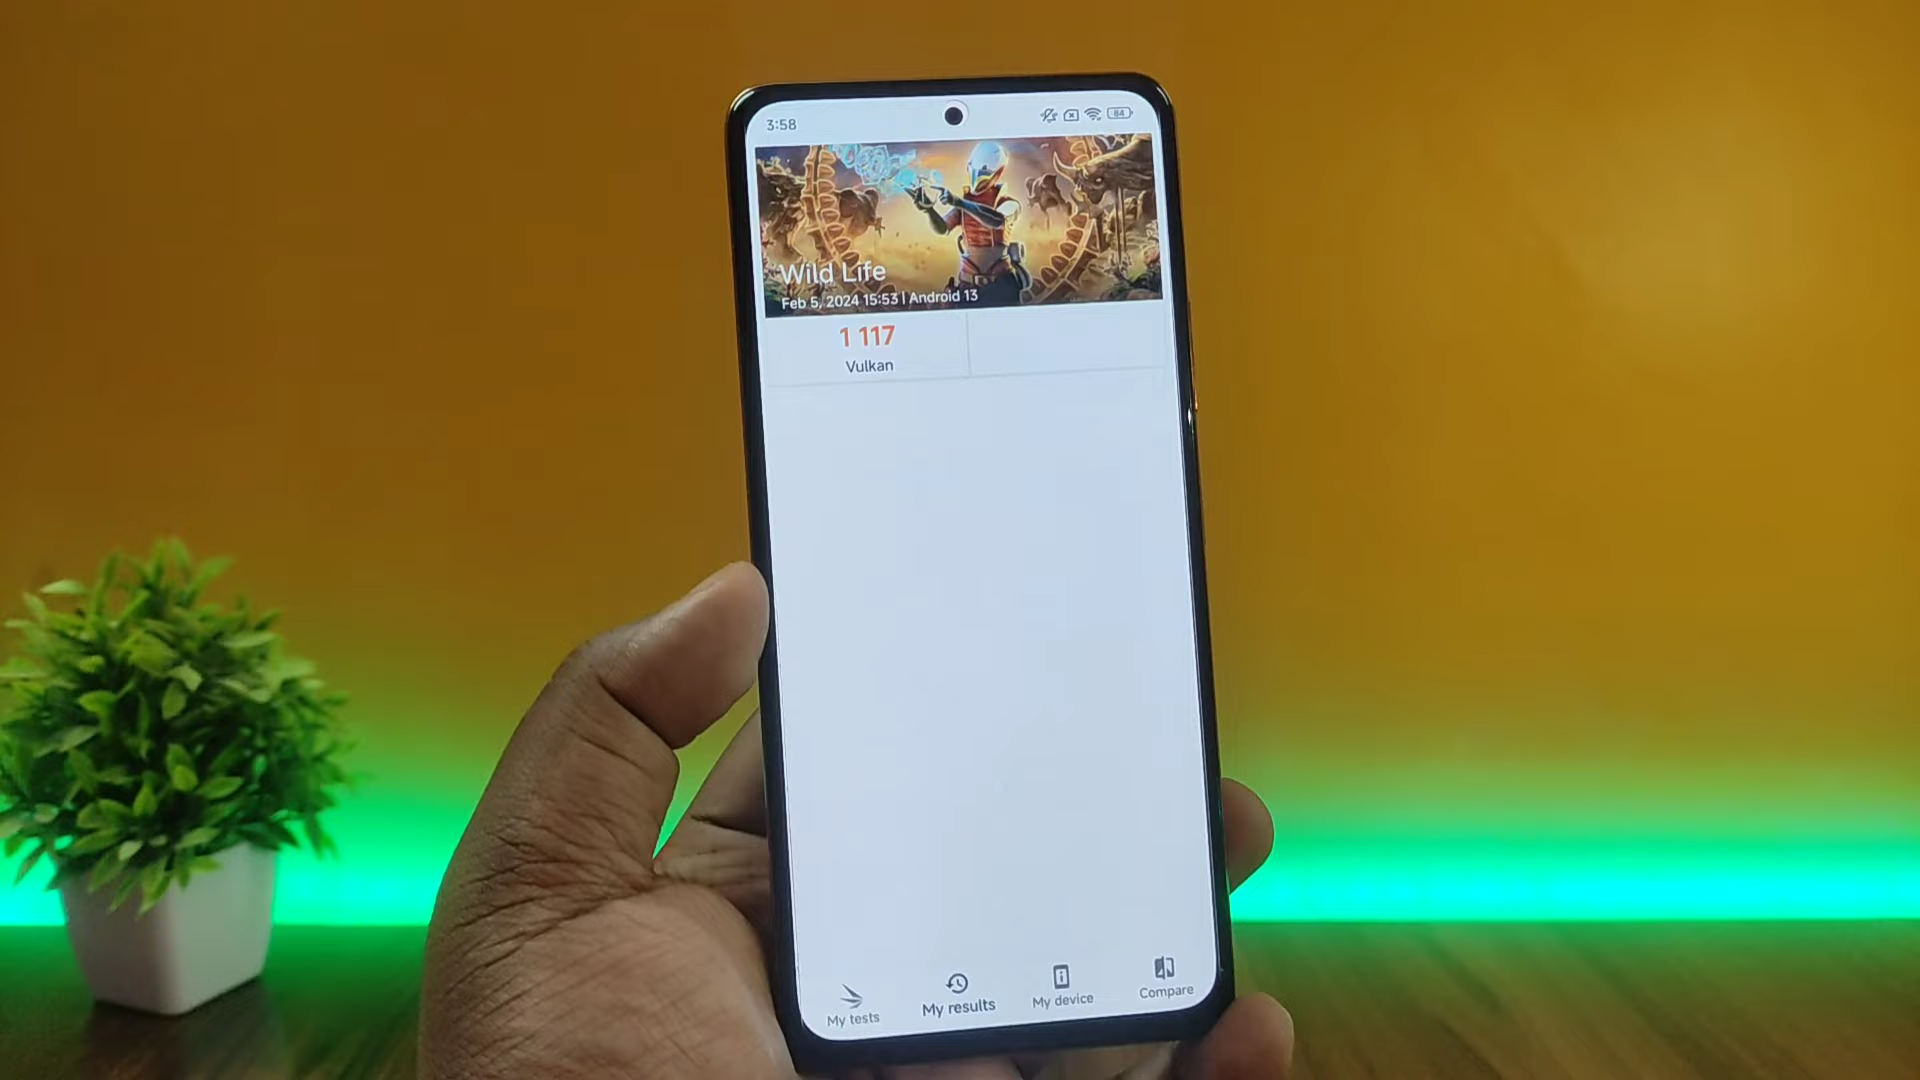 3:58
84
Wild Life
Feb 5, 2024 15:53 | Android 13
1 117
Vulkan
My tests
My results
My device
Compare